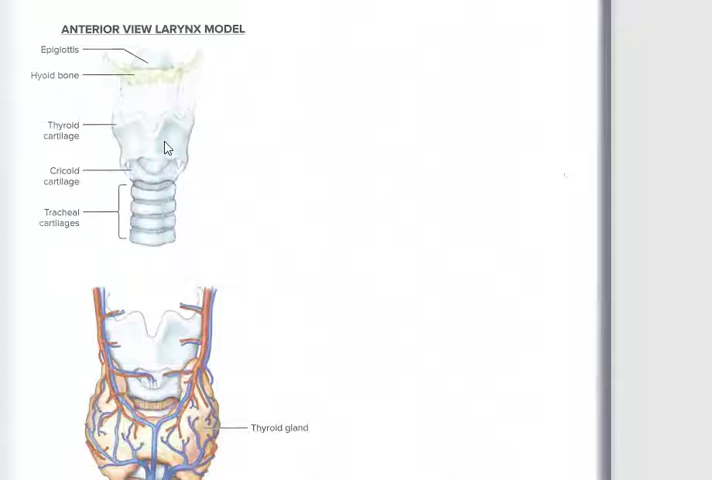 ANTERIOR VIEW LARYNX MODEL
Epiglottis
Hyoid bone
Thyroid
cartilage
Cricoid
cartilage
Tracheal
cartilages
Thyroid gland